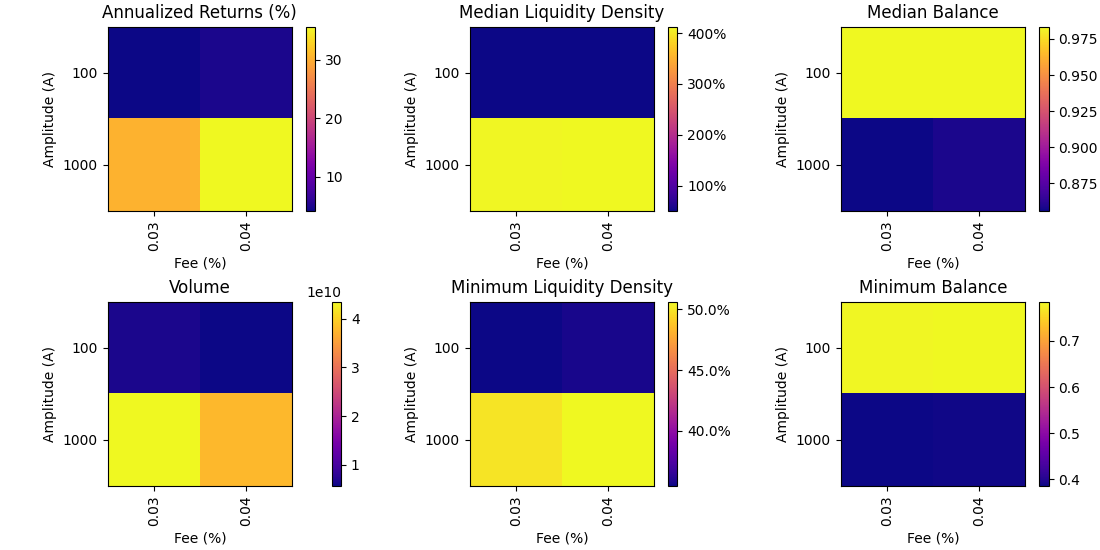 Annualized Returns (%)
Amplitude (A)
100
1000
0.03
0.04
Fee (%)
30
20
10
Median Liquidity Density
Amplitude (A)
100
1000
0.03
0.04
Fee (%)
400%
300%
200%
100%
Median Balance
Amplitude (A)
100
1000
0.03
0.04
Fee (%)
0.975
0.950
0.925
0.900
0.875
Volume
Amplitude (A)
100
1000
0.03
0.04
Fee (%)
1e10
4
3
2
1
Minimum Liquidity Density
Amplitude (A)
100
1000
0.03
0.04
Fee (%)
50.0%
45.0%
40.0%
Minimum Balance
Amplitude (A)
100
1000
0.03
0.04
Fee (%)
0.7
0.6
0.5
0.4